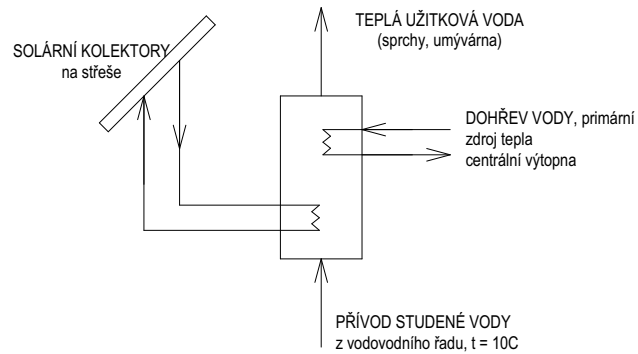 TEPLÁ UŽITKOVÁ VODA
(sprchy, umývárna)
SOLÁRNÍ KOLEKTORY
na střeše
DOHŘEV VODY, primární
zdroj tepla
centrální výtopna
PŘÍVOD STUDENÉ VODY
z vodovodního řadu, t = 10C